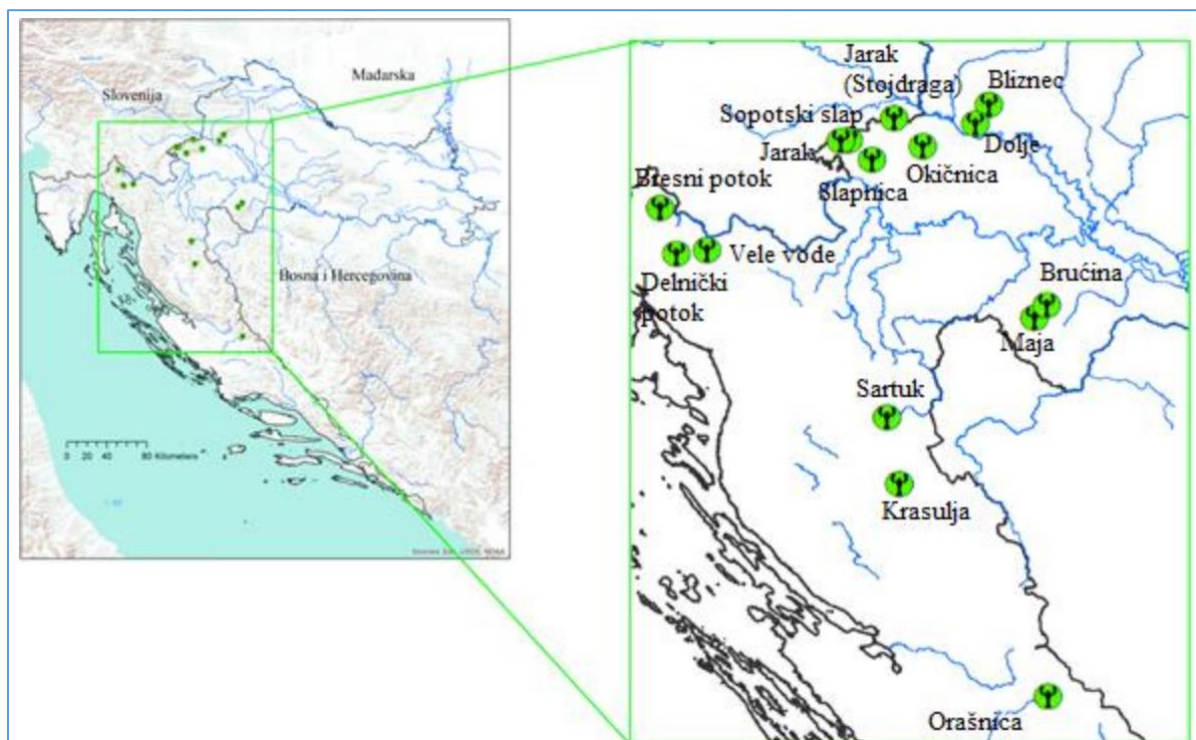 Mađarska
Slovenija
Bosna i Hercegovina
0 20 40 80 Kilometers
Jarak
(Stojdraga)
Bliznec
Sopotski slap
Dolje
Jarak
Okičnica
Slapnica
Bresni potok
Vele vode
Delnički
potok
Brućina
Maja
Sartuk
Krasulja
Orašnica